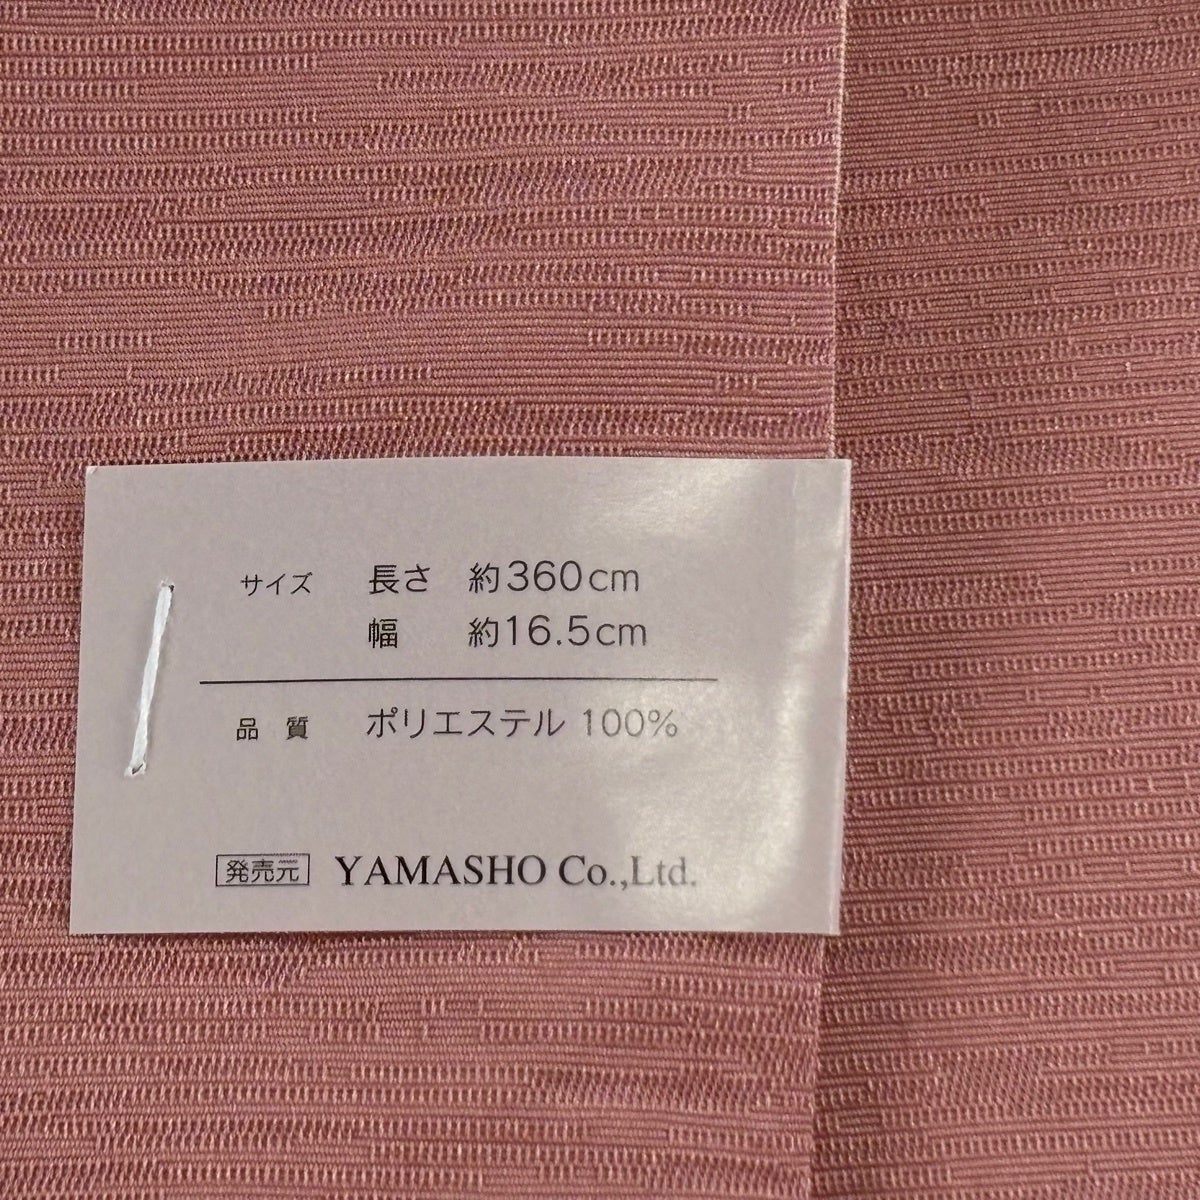 サイズ 長さ 約360cm
幅 約16.5cm
品質 ポリエステル 100%
発売元 YAMASHO Co.,Ltd.